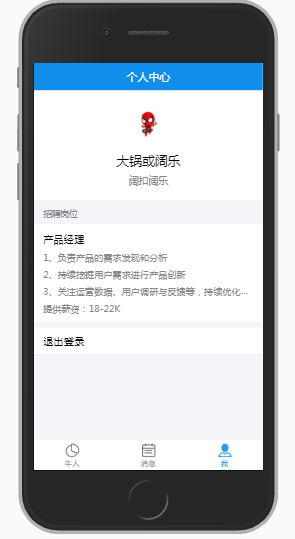 个人中心
大锅或阔乐
阔扣阔乐
招聘岗位
产品经理
1、负责产品的需求发现和分析
2、持续挖掘用户需求进行产品创新
3、关注运营数据、用户调研与反馈等，持续优化...
提供薪资：18-22K
退出登录
牛人
消息
我